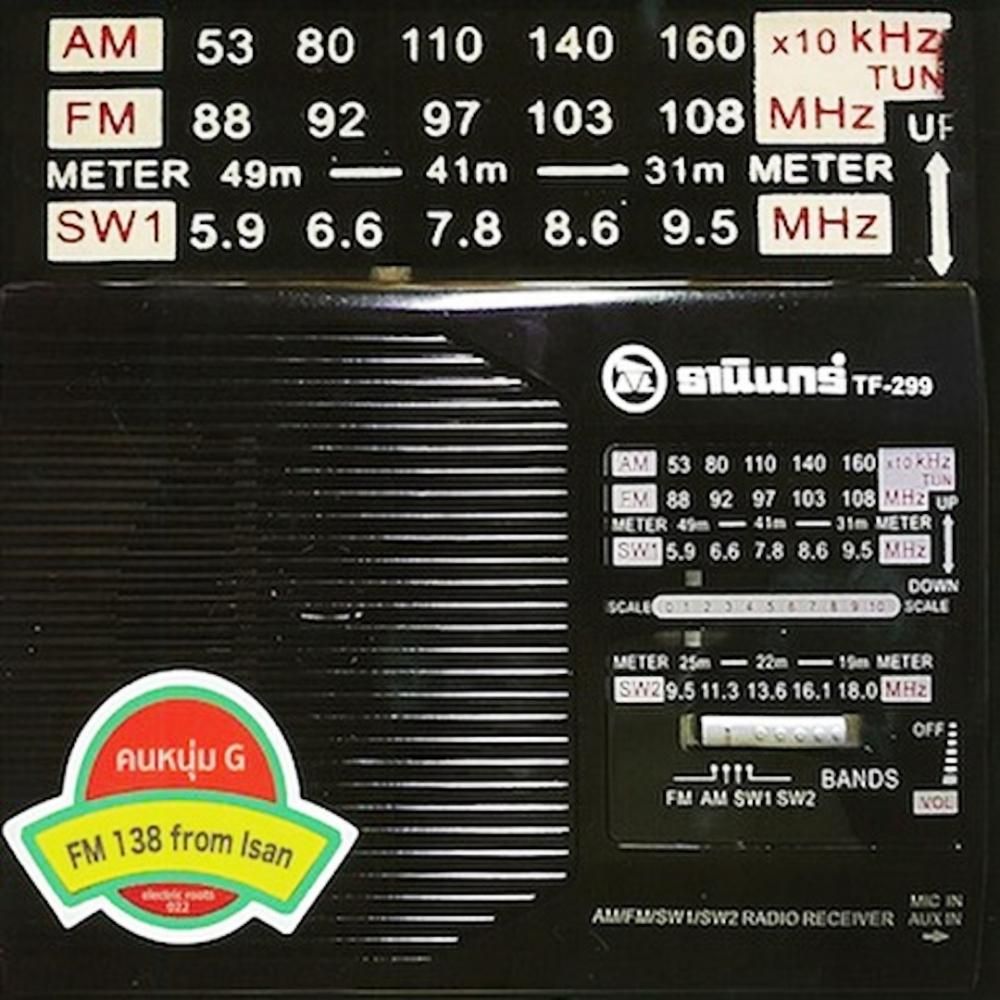 AM 53 80 110 140 160 x10 kHz
TUN
FM 88 92 97 103 108 MHz UP
METER 49m 41m 31m METER
SW1 5.9 6.6 7.8 8.6 9.5 MHz
ธานินทร์ TF-299
AM 53 80 110 140 160 x10 kHz
TUN
FM 88 92 97 103 108 MHz UP
METER 49m 41m 31m METER
SW1 5.9 6.6 7.8 8.6 9.5 MHz
DOWN
SCALE 0 1 2 3 4 5 6 7 8 9 10 SCALE
METER 25m 22m 19m METER
SW2 9.5 11.3 13.6 16.1 18.0 MHz
OFF
BANDS
FM AM SW1 SW2
VOL
MIC IN
AM/FM/SW1/SW2 RADIO RECEIVER AUX IN
คนหนุ่ม G
FM 138 from Isan
electric roots
022